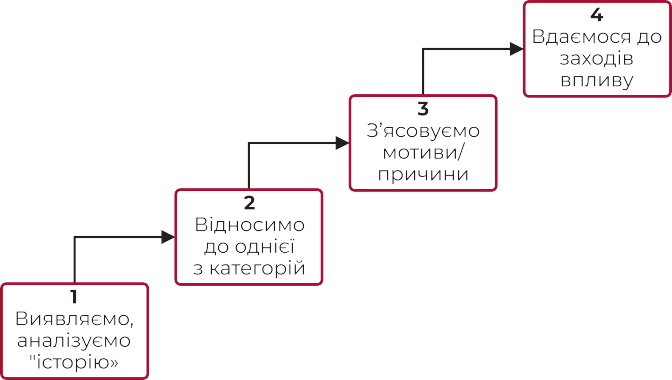 4
Вдаємося до
заходів
впливу
3
З’ясовуємо
мотиви/
причини
2
Відносимо
до однієї
з категорій
1
Виявляємо,
аналізуємо
"історію»